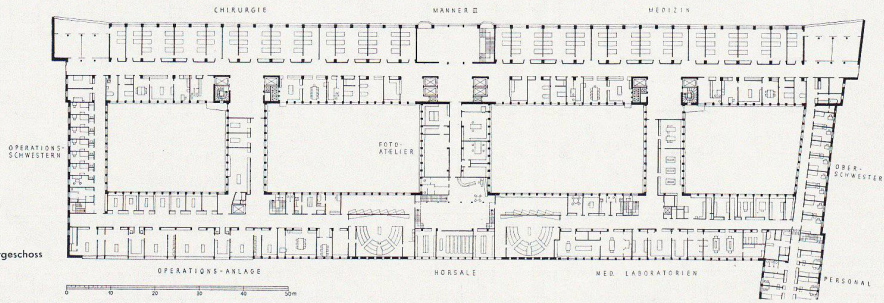 CHIRURGIE
MÄNNER II
MEDIZIN
OPERATIONS-
SCHWESTERN
FOTO-
ATELIER
OBER-
SCHWESTER
rgeschoss
OPERATIONS-ANLAGE
HÖRSÄLE
MED. LABORATORIEN
PERSONAL
0 10 20 30 40 50 m